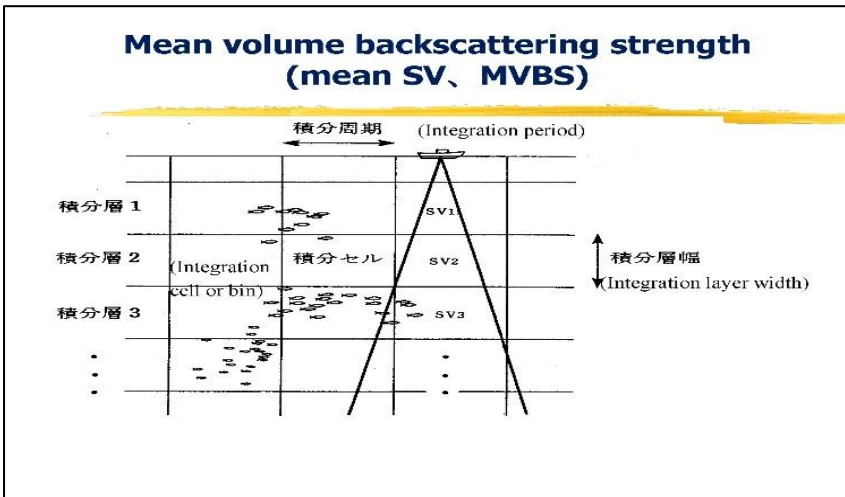 Mean volume backscattering strength
(mean SV、MVBS)
積分周期 (Integration period)
積分層 1
SV1
積分層 2
(Integration
cell or bin)
積分セル
SV2
積分層幅
(Integration layer width)
積分層 3
SV3